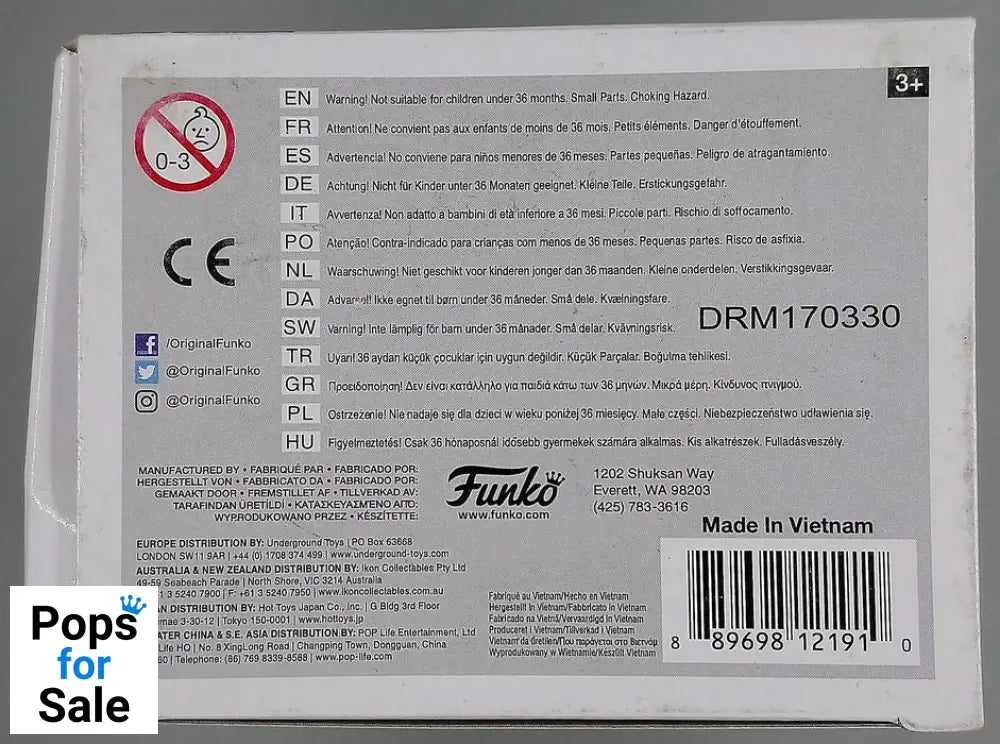 3+
0-3
EN Warning! Not suitable for children under 36 months. Small Parts. Choking Hazard.
FR Attention! Ne convient pas aux enfants de moins de 36 mois. Petits éléments. Danger d'étouffement.
ES Advertencia! No conviene para niños menores de 36 meses. Partes pequeñas. Peligro de atragantamiento.
DE Achtung! Nicht für Kinder unter 36 Monaten geeignet. Kleine Teile. Erstickungsgefahr.
IT Avvertenza! Non adatto a bambini di età inferiore a 36 mesi. Piccole parti. Rischio di soffocamento.
PO Atenção! Contra-indicado para crianças com menos de 36 meses. Pequenas partes. Risco de asfixia.
NL Waarschuwing! Niet geschikt voor kinderen jonger dan 36 maanden. Kleine onderdelen. Verstikkingsgevaar.
DA Advarsel! Ikke egnet til børn under 36 måneder. Små dele. Kvælningsfare.
SW Varning! Inte lämplig för barn under 36 månader. Små delar. Kvävningsrisk.
TR Uyarı! 36 aydan küçük çocuklar için uygun değildir. Küçük Parçalar. Boğulma tehlikesi.
GR Προειδοποίηση! Δεν είναι κατάλληλο για παιδιά κάτω των 36 μηνών. Μικρά μέρη. Κίνδυνος πνιγμού.
PL Ostrzeżenie! Nie nadaje się dla dzieci w wieku poniżej 36 miesięcy. Małe części. Niebezpieczeństwo udławienia się.
HU Figyelmeztetés! Csak 36 hónaposnál idősebb gyermekek számára alkalmas. Kis alkatrészek. Fulladásveszély.
CE
DRM170330
/OriginalFunko
@OriginalFunko
@OriginalFunko
MANUFACTURED BY • FABRIQUÉ PAR • FABRICADO POR:
HERGESTELLT VON • FABBRICATO DA • FABRICADO POR:
GEMAAKT DOOR • FREMSTILLET AF • TILLVERKAD AV:
TARAFINDAN ÜRETİLDİ • ΚΑΤΑΣΚΕΥΑΣΜΕΝΟ ΑΠΟ:
WYPRODUKOWANO PRZEZ • KÉSZÍTETTE:
Funko
www.funko.com
1202 Shuksan Way
Everett, WA 98203
(425) 783-3616
Made In Vietnam
EUROPE DISTRIBUTION BY: Underground Toys | PO Box 63668
LONDON SW11 9AR | +44 (0) 1708 374 499 | www.underground-toys.com
AUSTRALIA & NEW ZEALAND DISTRIBUTION BY: Ikon Collectables Pty Ltd
49-59 Seabeach Parade | North Shore, VIC 3214 Australia
1 3 5240 7900 | F: +61 3 5240 7950 | www.ikoncollectables.com.au
AN DISTRIBUTION BY: Hot Toys Japan Co., Inc. | G Bldg 3rd Floor
mae 3-30-12 | Tokyo 150-0001 | www.hottoys.jp
ATER CHINA & S.E. ASIA DISTRIBUTION BY: POP Life Entertainment, Ltd
Life HQ | No. 8 XingLong Road | Changping Town, Dongguan, China
60 | Telephone: (86) 769 8339-8588 | www.pop-life.com
Fabriqué au Vietnam/Hecho en Vietnam
Hergestellt in Vietnam/Fabbricato in Vietnam
Fabricado na Vietnã/Vervaardigd in Vietnam
Produceret i Vietnam/Tillverkad i Vietnam
Vietnam'da üretilen/Που παράγεται στο Βιετνάμ
Wyprodukowany w Wietnamie/Készült Vietnam
8 89698 12191 0
Pops
for
Sale